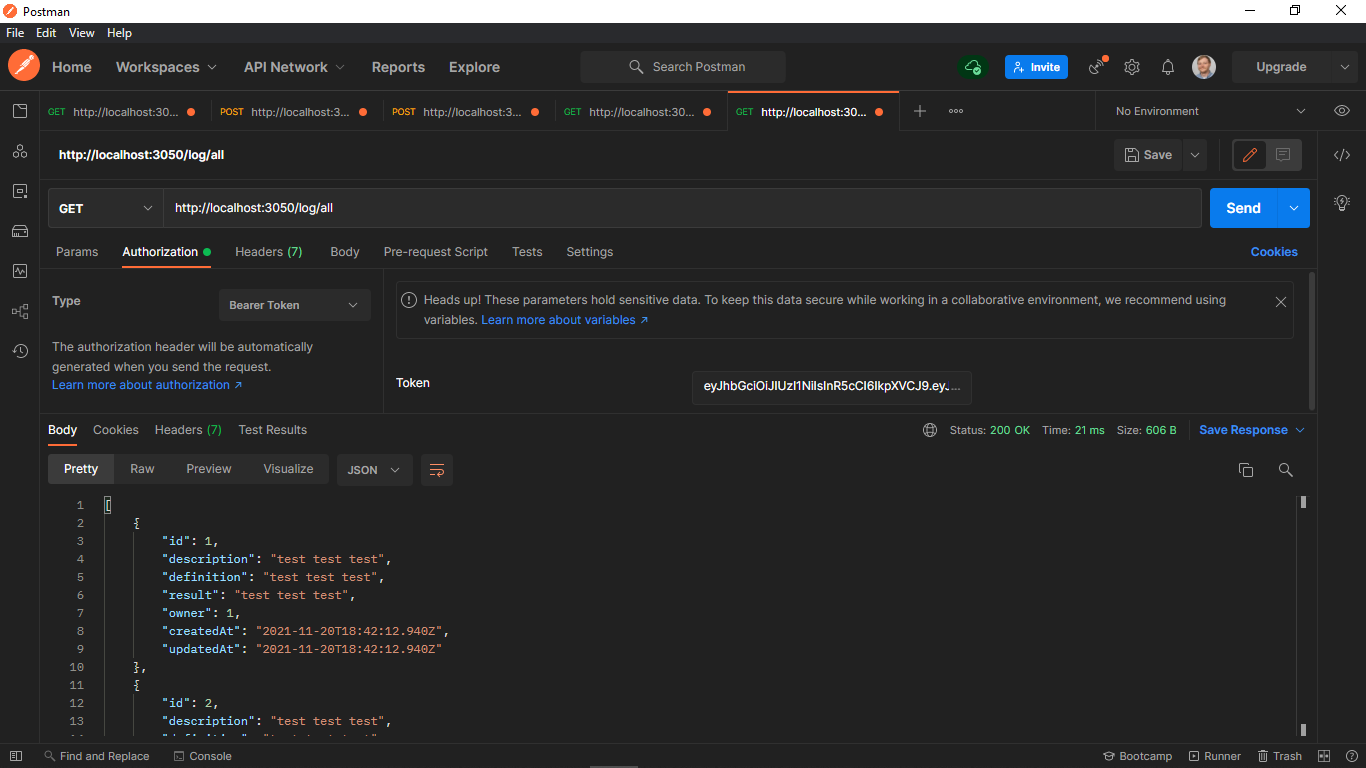 Postman
File Edit View Help
Home Workspaces API Network Reports Explore Search Postman Invite Upgrade
GET http://localhost:30... POST http://localhost:3... POST http://localhost:3... GET http://localhost:30... GET http://localhost:30... No Environment
http://localhost:3050/log/all Save
GET http://localhost:3050/log/all Send
Params Authorization Headers (7) Body Pre-request Script Tests Settings Cookies
Type Bearer Token
The authorization header will be automatically
generated when you send the request.
Learn more about authorization ↗
Heads up! These parameters hold sensitive data. To keep this data secure while working in a collaborative environment, we recommend using
variables. Learn more about variables ↗
Token eyJhbGciOiJIUzI1NiIsInR5cCI6IkpXVCJ9.eyJ...
Body Cookies Headers (7) Test Results Status: 200 OK Time: 21 ms Size: 606 B Save Response
Pretty Raw Preview Visualize JSON
1 [
2 {
3 "id": 1,
4 "description": "test test test",
5 "definition": "test test test",
6 "result": "test test test",
7 "owner": 1,
8 "createdAt": "2021-11-20T18:42:12.940Z",
9 "updatedAt": "2021-11-20T18:42:12.940Z"
10 },
11 {
12 "id": 2,
13 "description": "test test test",
Find and Replace Console Bootcamp Runner Trash